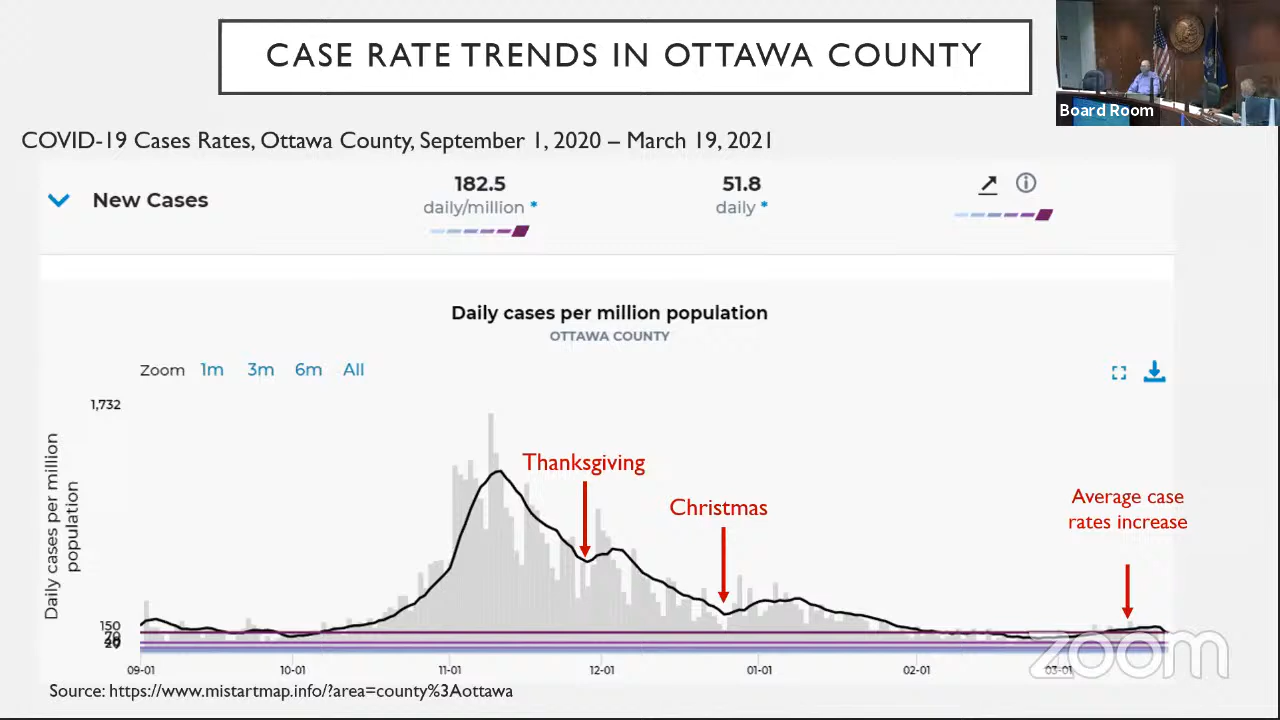 CASE RATE TRENDS IN OTTAWA COUNTY
Board Room
COVID-19 Cases Rates, Ottawa County, September 1, 2020 – March 19, 2021
New Cases
182.5
daily/million *
51.8
daily *
Daily cases per million population
OTTAWA COUNTY
Zoom 1m 3m 6m All
1,732
Daily cases per million
population
Thanksgiving
Christmas
Average case
rates increase
150
70
20
09-01 10-01 11-01 12-01 01-01 02-01 03-01
zoom
Source: https://www.mistartmap.info/?area=county%3Aottawa